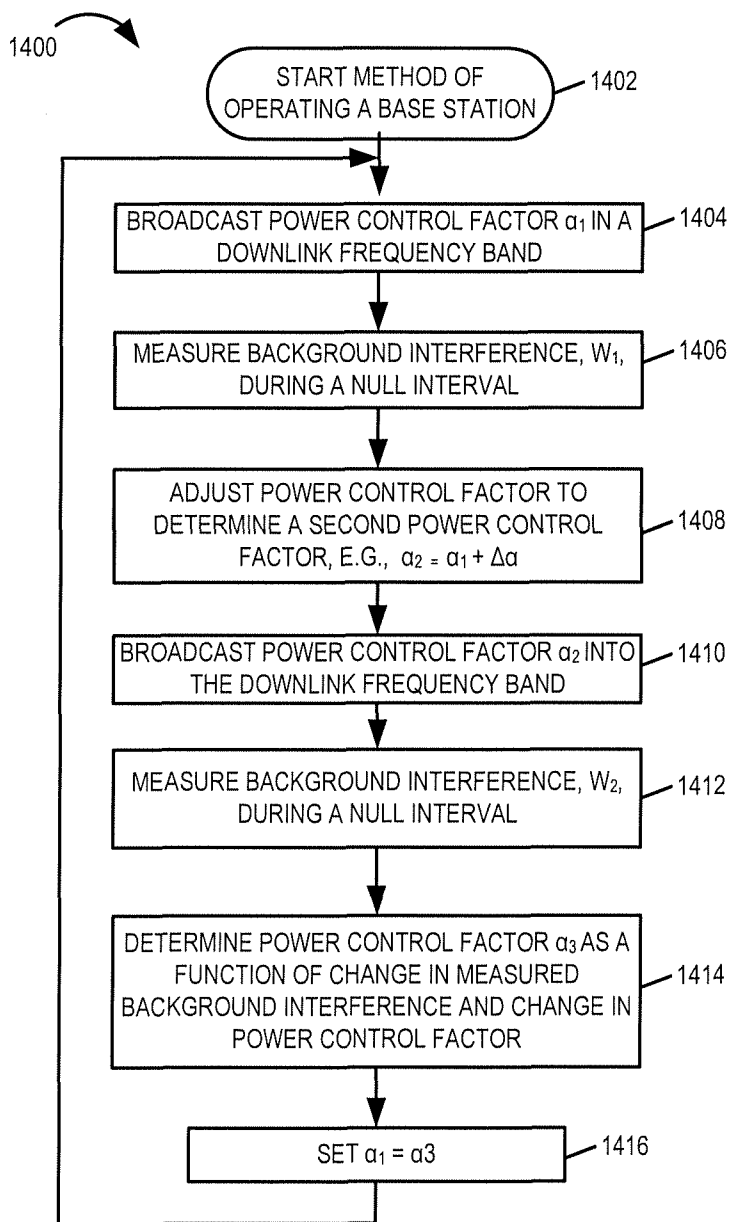 1400
START METHOD OF
OPERATING A BASE STATION
1402
BROADCAST POWER CONTROL FACTOR α₁ IN A
DOWNLINK FREQUENCY BAND
1404
MEASURE BACKGROUND INTERFERENCE, W₁,
DURING A NULL INTERVAL
1406
ADJUST POWER CONTROL FACTOR TO
DETERMINE A SECOND POWER CONTROL
FACTOR, E.G., α₂ = α₁ + Δα
1408
BROADCAST POWER CONTROL FACTOR α₂ INTO
THE DOWNLINK FREQUENCY BAND
1410
MEASURE BACKGROUND INTERFERENCE, W₂,
DURING A NULL INTERVAL
1412
DETERMINE POWER CONTROL FACTOR α₃ AS A
FUNCTION OF CHANGE IN MEASURED
BACKGROUND INTERFERENCE AND CHANGE IN
POWER CONTROL FACTOR
1414
SET α₁ = α3
1416